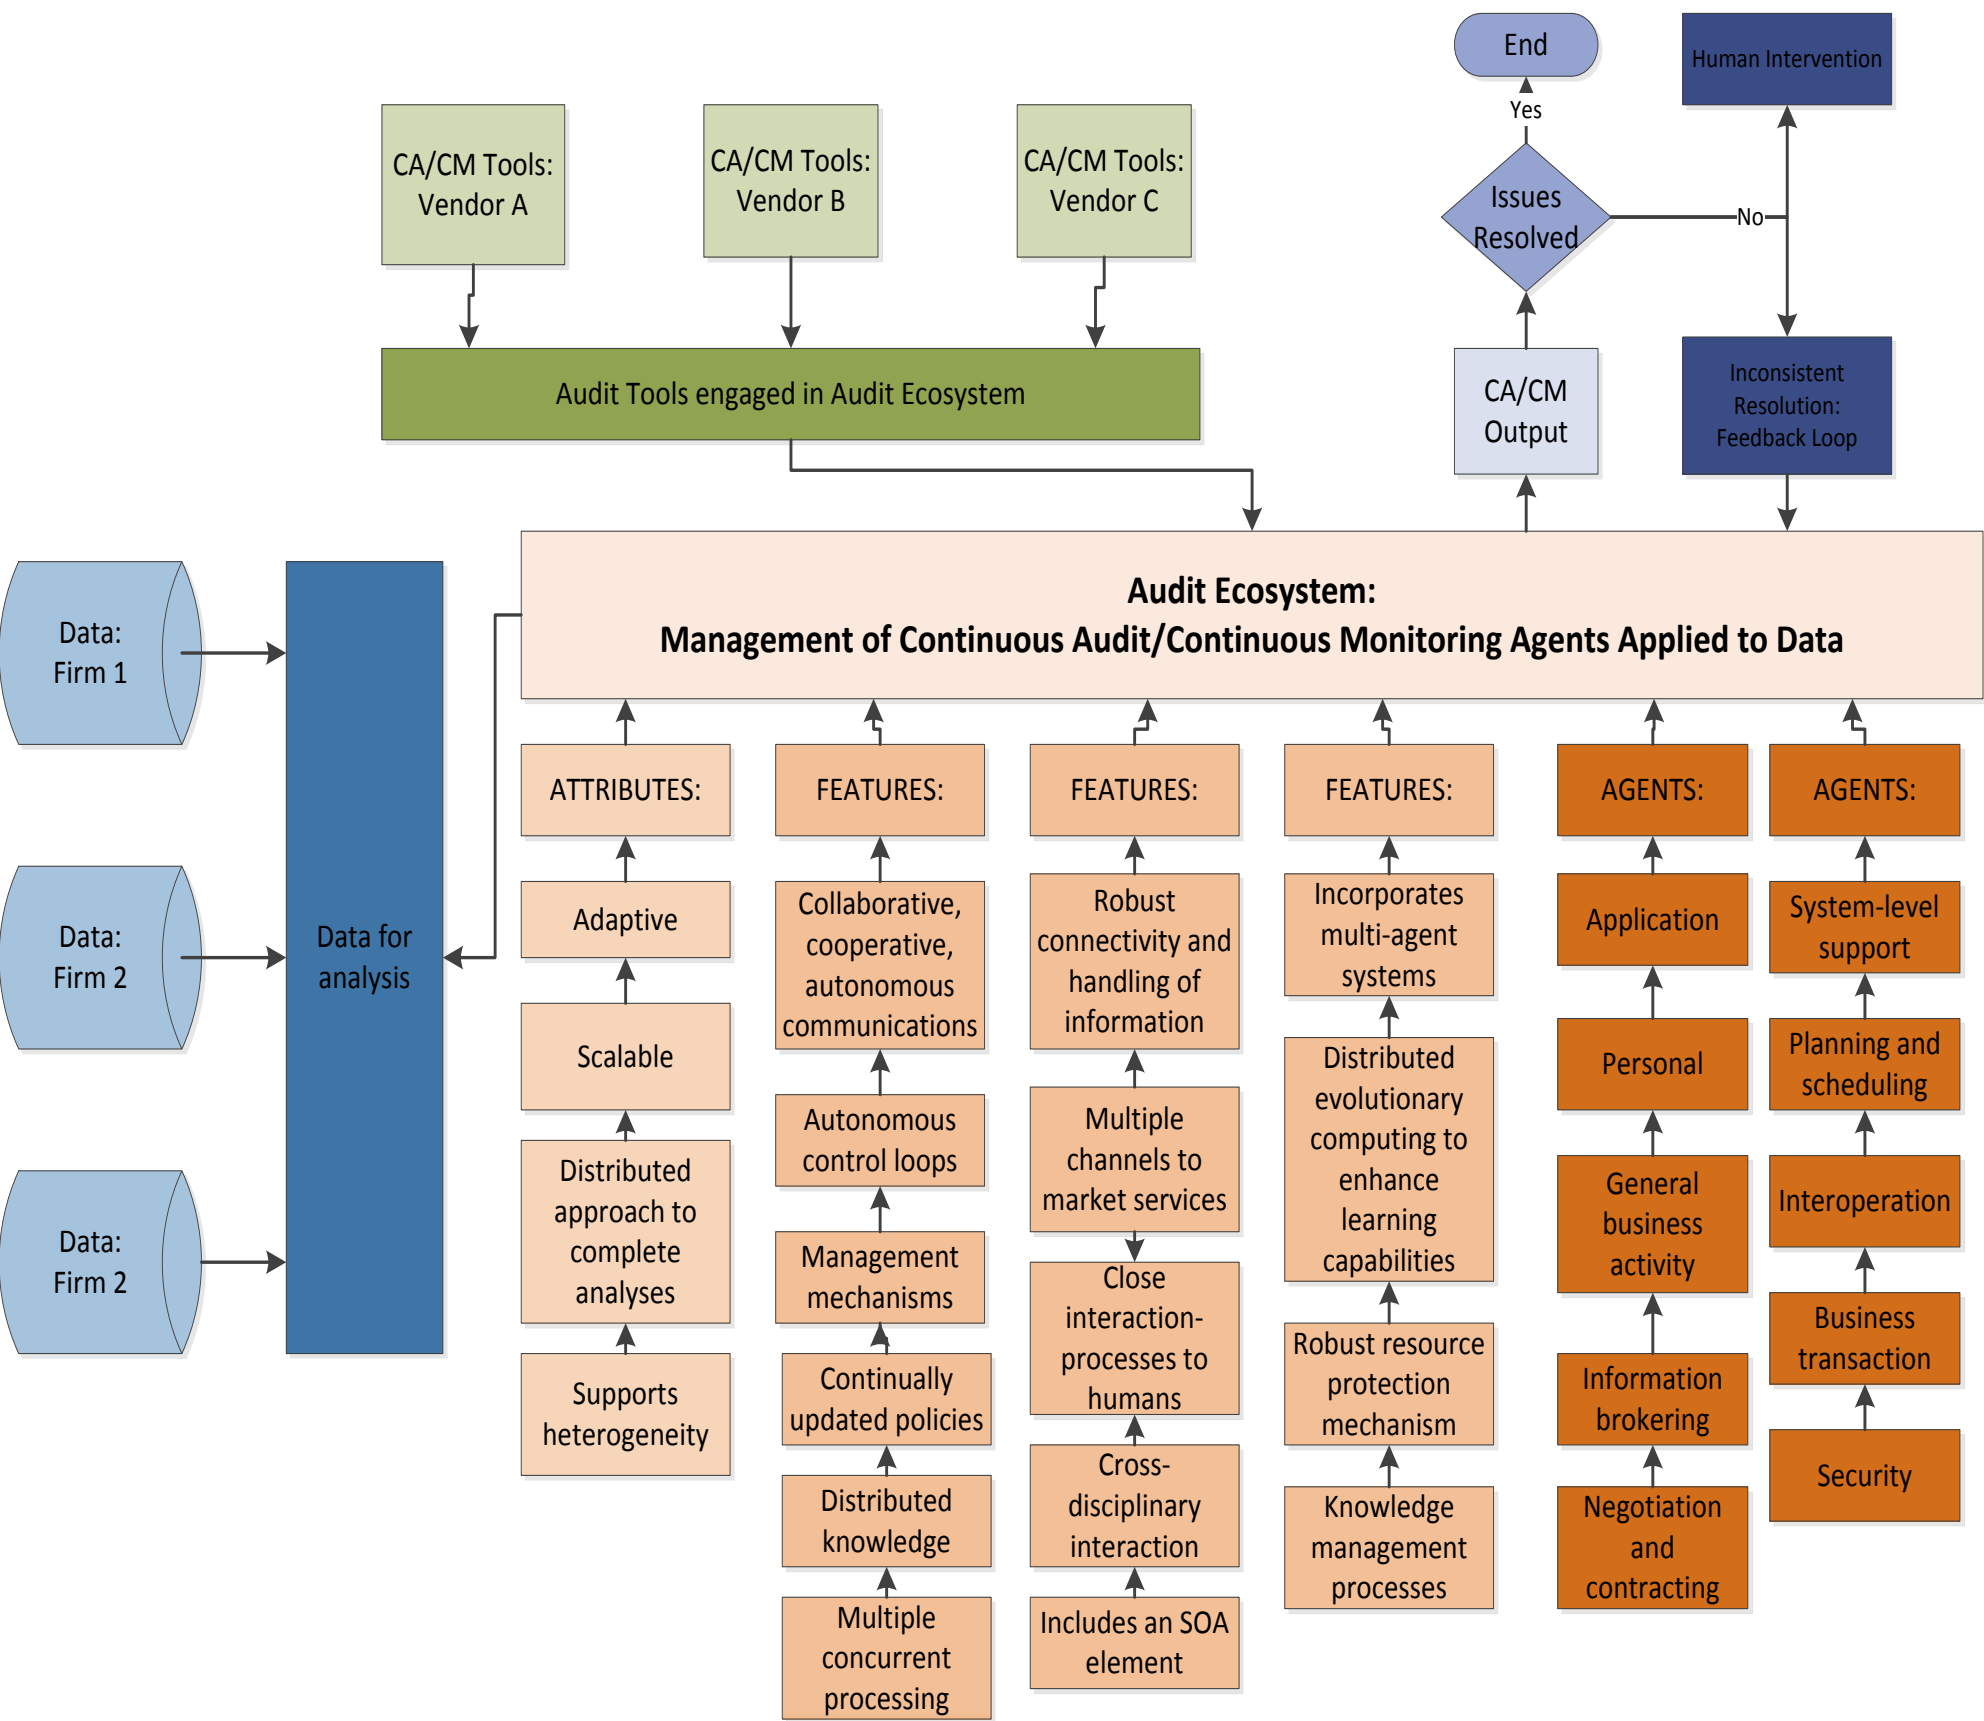 End
Human Intervention
Yes
CA/CM Tools:
Vendor A
CA/CM Tools:
Vendor B
CA/CM Tools:
Vendor C
Issues
Resolved
No
Audit Tools engaged in Audit Ecosystem
CA/CM
Output
Inconsistent
Resolution:
Feedback Loop
Audit Ecosystem:
Management of Continuous Audit/Continuous Monitoring Agents Applied to Data
Data:
Firm 1
Data:
Firm 2
Data:
Firm 2
Data for
analysis
ATTRIBUTES:
Adaptive
Scalable
Distributed
approach to
complete
analyses
Supports
heterogeneity
FEATURES:
Collaborative,
cooperative,
autonomous
communications
Autonomous
control loops
Management
mechanisms
Continually
updated policies
Distributed
knowledge
Multiple
concurrent
processing
FEATURES:
Robust
connectivity and
handling of
information
Multiple
channels to
market services
Close
interaction-
processes to
humans
Cross-
disciplinary
interaction
Includes an SOA
element
FEATURES:
Incorporates
multi-agent
systems
Distributed
evolutionary
computing to
enhance
learning
capabilities
Robust resource
protection
mechanism
Knowledge
management
processes
AGENTS:
Application
Personal
General
business
activity
Information
brokering
Negotiation
and
contracting
AGENTS:
System-level
support
Planning and
scheduling
Interoperation
Business
transaction
Security